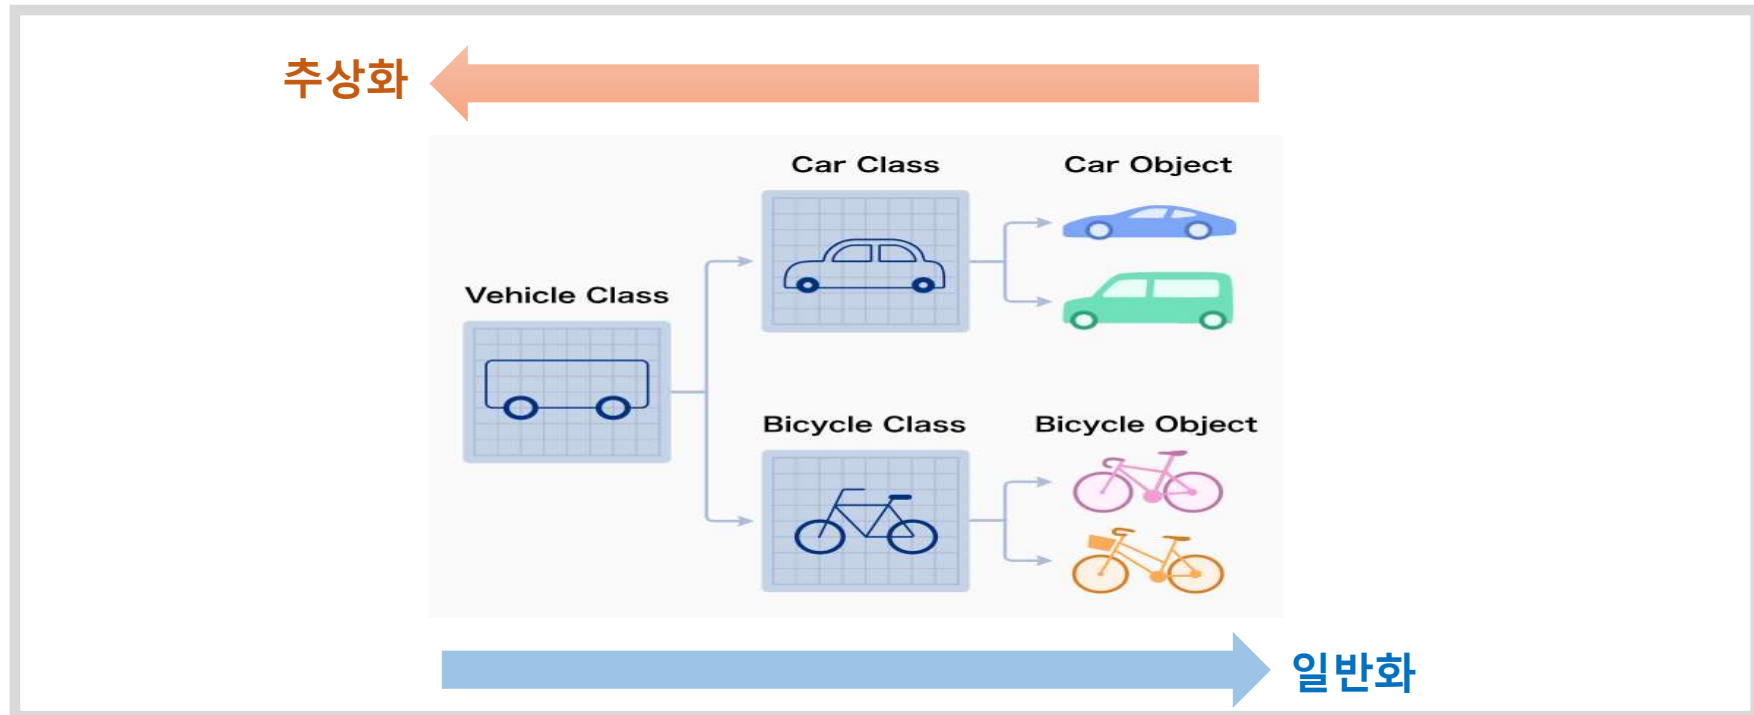 추상화
Car Class
Car Object
Vehicle Class
Bicycle Class
Bicycle Object
일반화